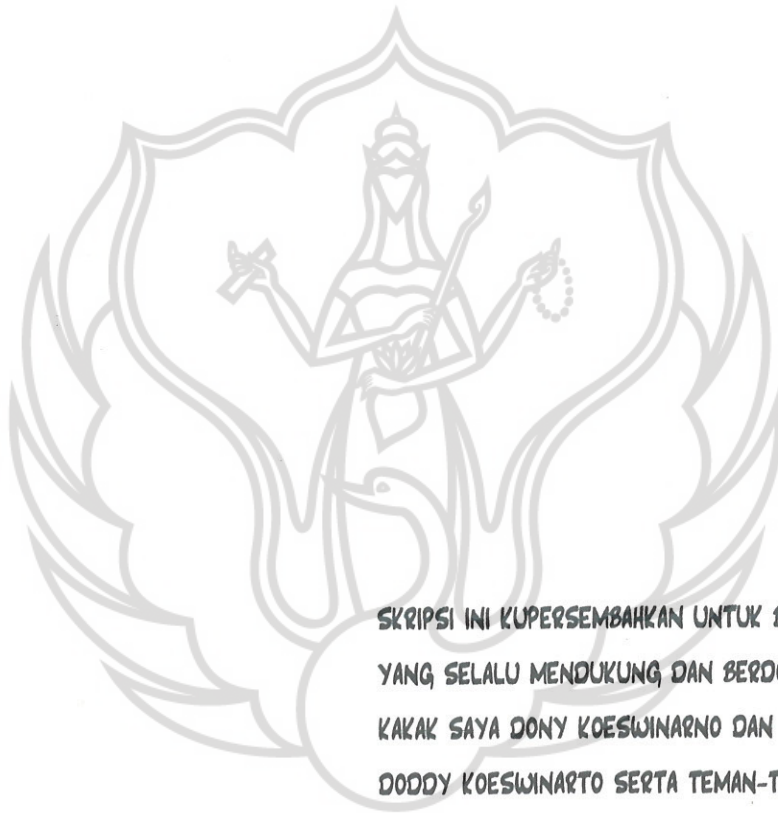 SKRIPSI INI KUPERSEMBAHKAN UNTUK
YANG SELALU MENDUKUNG DAN
KAKAK SAYA DONY KOESWINARNO DAN
DODDY KOESWINARTO SERTA